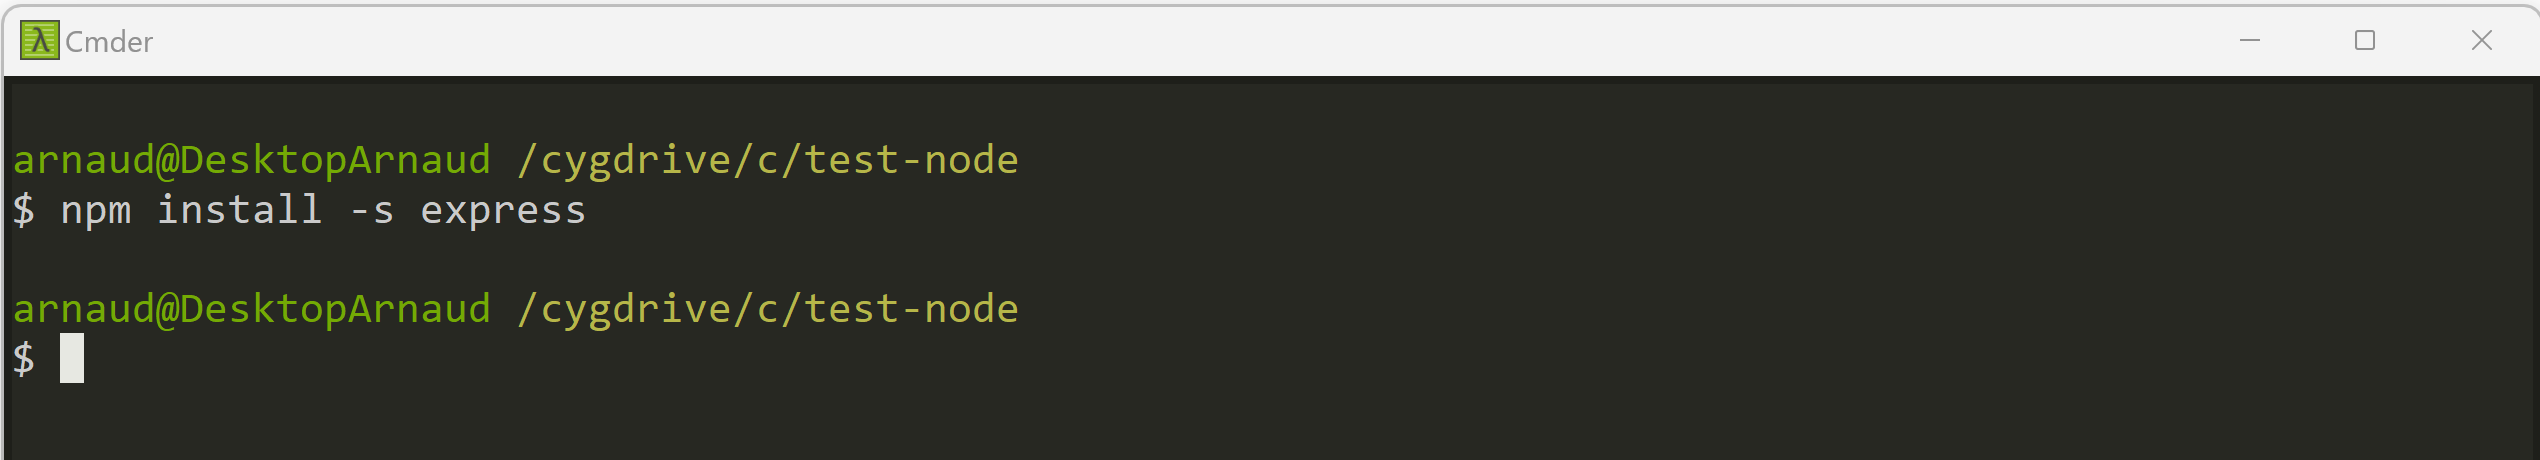 λ Cmder
arnaud@DesktopArnaud /cygdrive/c/test-node
$ npm install -s express
arnaud@DesktopArnaud /cygdrive/c/test-node
$